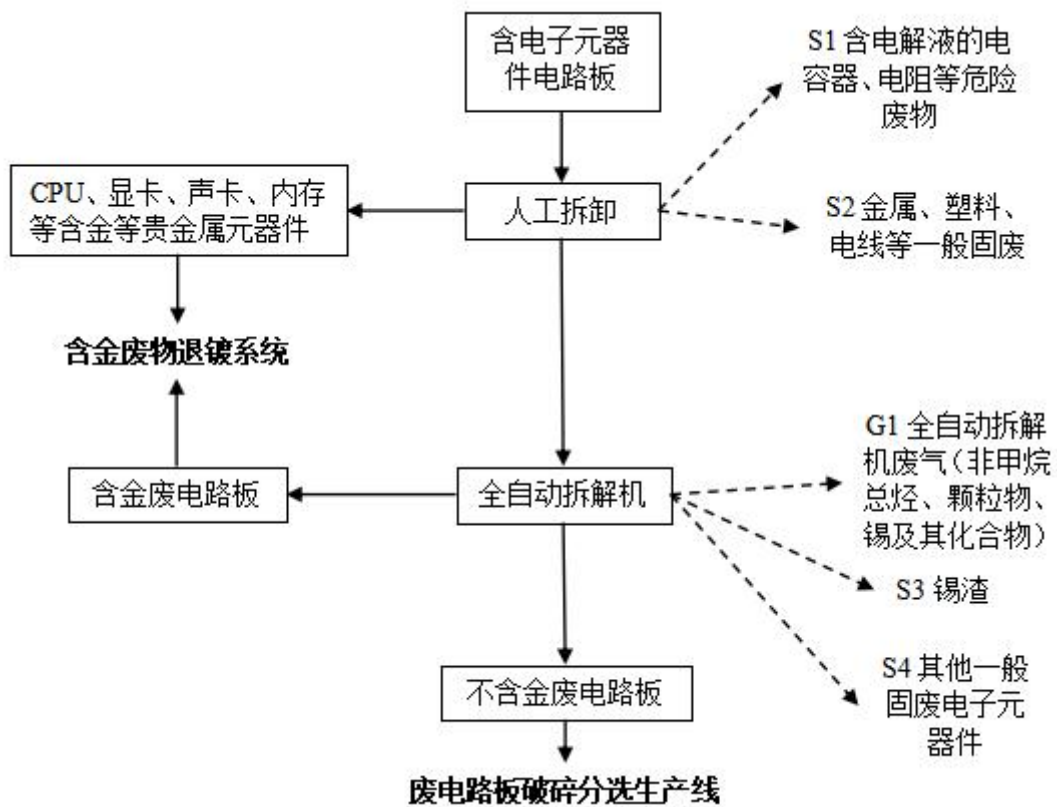 含电子元器
件电路板
S1 含电解液的电
容器、电阻等危险
废物
CPU、显卡、声卡、内存
等含金等贵金属元器件
人工拆卸
S2 金属、塑料、
电线等一般固废
含金废物退镀系统
G1 全自动拆解
机废气（非甲烷
总烃、颗粒物、
锡及其化合物）
含金废电路板
全自动拆解机
S3 锡渣
S4 其他一般
固废电子元
器件
不含金废电路板
废电路板破碎分选生产线